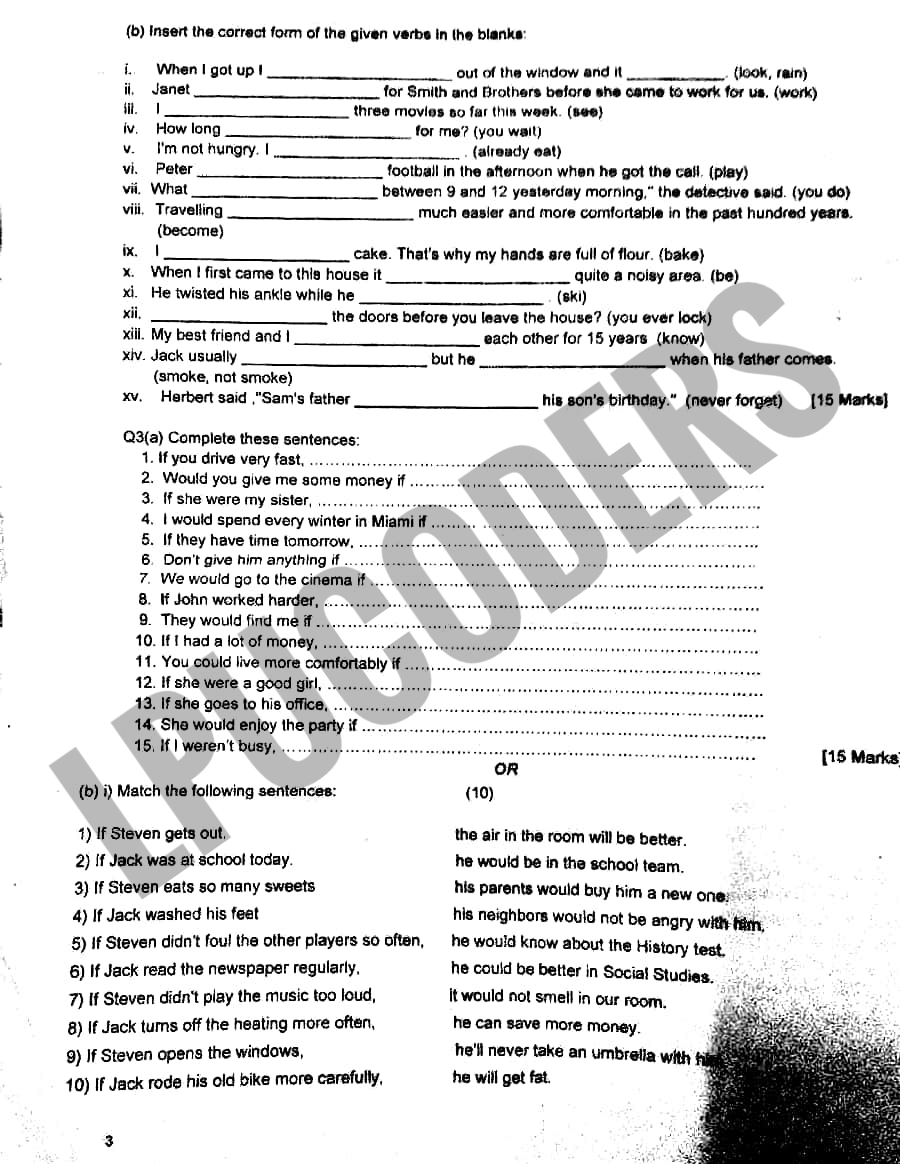 (b) Insert the correct form of the given verbs in the blanks:
i. When I got up I ____________________ out of the window and it ____________. (look, rain)
ii. Janet ____________________ for Smith and Brothers before she came to work for us. (work)
iii. I ____________________ three movies so far this week. (see)
iv. How long ____________________ for me? (you wait)
v. I'm not hungry. I ____________________ . (already eat)
vi. Peter ____________________ football in the afternoon when he got the call. (play)
vii. What ____________________ between 9 and 12 yesterday morning," the detective said. (you do)
viii. Travelling ____________________ much easier and more comfortable in the past hundred years.
(become)
ix. I ____________________ cake. That's why my hands are full of flour. (bake)
x. When I first came to this house it ____________________ quite a noisy area. (be)
xi. He twisted his ankle while he ____________________ . (ski)
xii. ____________________ the doors before you leave the house? (you ever lock)
xiii. My best friend and I ____________________ each other for 15 years (know)
xiv. Jack usually ____________________ but he ____________________ when his father comes.
(smoke, not smoke)
xv. Herbert said ,"Sam's father ____________________ his son's birthday." (never forget) [15 Marks]
Q3(a) Complete these sentences:
1. If you drive very fast, ....................
2. Would you give me some money if ....................
3. If she were my sister, ....................
4. I would spend every winter in Miami if ....................
5. If they have time tomorrow, ....................
6. Don't give him anything if ....................
7. We would go to the cinema if ....................
8. If John worked harder, ....................
9. They would find me if ....................
10. If I had a lot of money, ....................
11. You could live more comfortably if ....................
12. If she were a good girl, ....................
13. If she goes to his office, ....................
14. She would enjoy the party if ....................
15. If I weren't busy, ....................
[15 Marks]
OR
(b) i) Match the following sentences: (10)
1) If Steven gets out, the air in the room will be better.
2) If Jack was at school today. he would be in the school team.
3) If Steven eats so many sweets his parents would buy him a new one.
4) If Jack washed his feet his neighbors would not be angry with him.
5) If Steven didn't foul the other players so often, he would know about the History test.
6) If Jack read the newspaper regularly, he could be better in Social Studies.
7) If Steven didn't play the music too loud, it would not smell in our room.
8) If Jack turns off the heating more often, he can save more money.
9) If Steven opens the windows, he'll never take an umbrella with
10) If Jack rode his old bike more carefully, he will get fat.
3
LPUCODERS